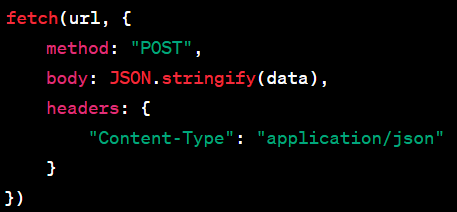 fetch(url, {
    method: "POST",
    body: JSON.stringify(data),
    headers: {
        "Content-Type": "application/json"
    }
})